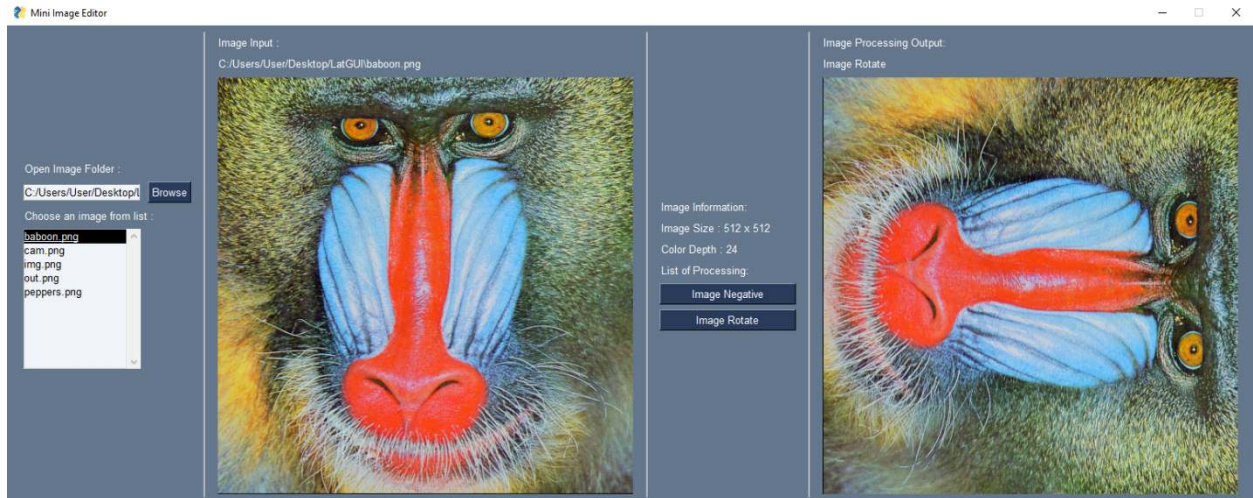 Mini Image Editor
Open Image Folder :
C:/Users/User/Desktop/L
Browse
Choose an image from list :
baboon.png
cam.png
img.png
out.png
peppers.png
Image Input :
C:/Users/User/Desktop/LatGUI\baboon.png
Image Information:
Image Size : 512 x 512
Color Depth : 24
List of Processing:
Image Negative
Image Rotate
Image Processing Output:
Image Rotate